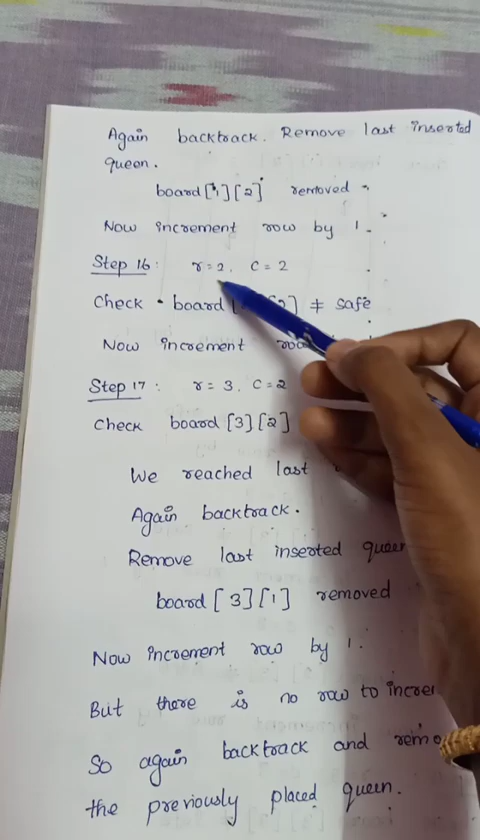 Again backtrack. Remove last inserted
queen.
board[1][2] removed.
Now increment row by 1.
Step 16: r=2, c=2
Check board [2] ≠ safe
Now increment
Step 17: r = 3, c=2
Check board [3][2]
We reached last
Again backtrack.
Remove last inserted queen
board [3][1] removed
Now increment row by 1.
But there is no row to
So again backtrack and
the previously placed queen.